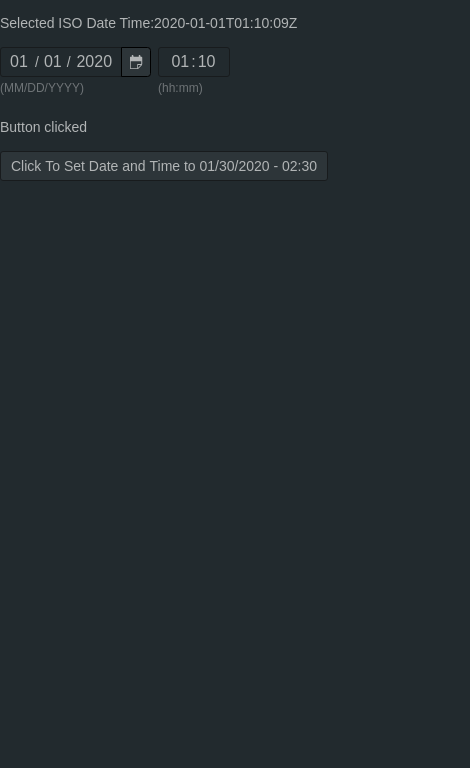 Selected ISO Date Time:2020-01-01T01:10:09Z
01 / 01 / 2020 01:10
(MM/DD/YYYY) (hh:mm)
Button clicked
Click To Set Date and Time to 01/30/2020 - 02:30